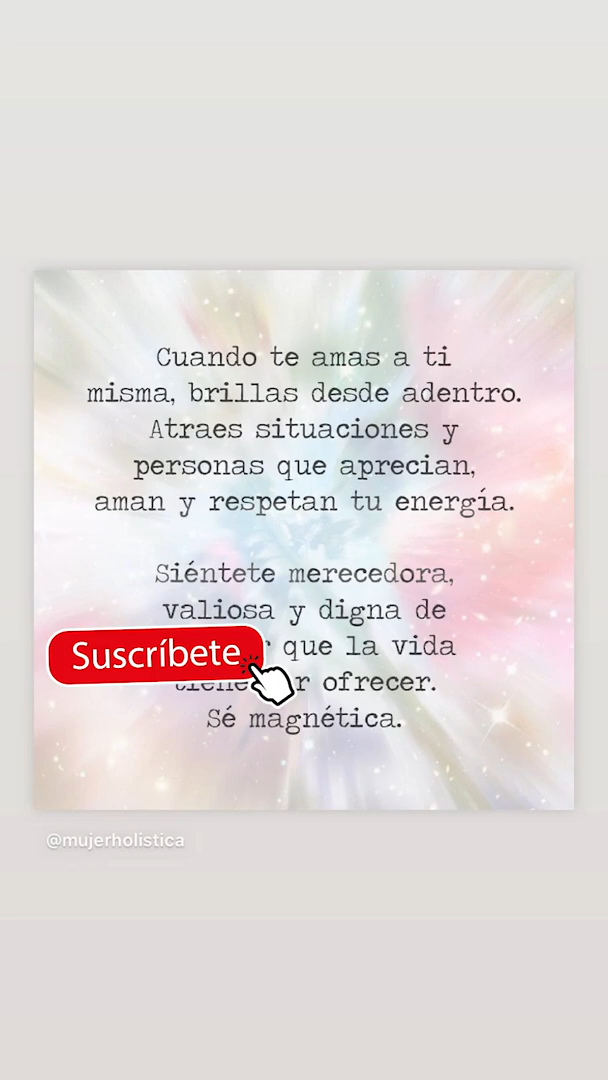 Cuando te amas a ti
misma, brillas desde adentro.
Atraes situaciones y
personas que aprecian,
aman y respetan tu energía.
Siéntete merecedora,
valiosa y digna de
que la vida
Suscríbete
ofrecer.
Sé magnética.
@mujerholistica